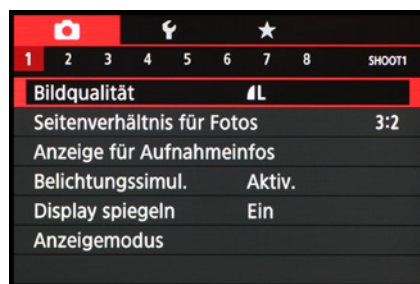 1 2 3 4 5 6 7 8 SHOOT1
Bildqualität L
Seitenverhältnis für Fotos 3:2
Anzeige für Aufnahmeinfos
Belichtungssimul. Aktiv.
Display spiegeln Ein
Anzeigemodus